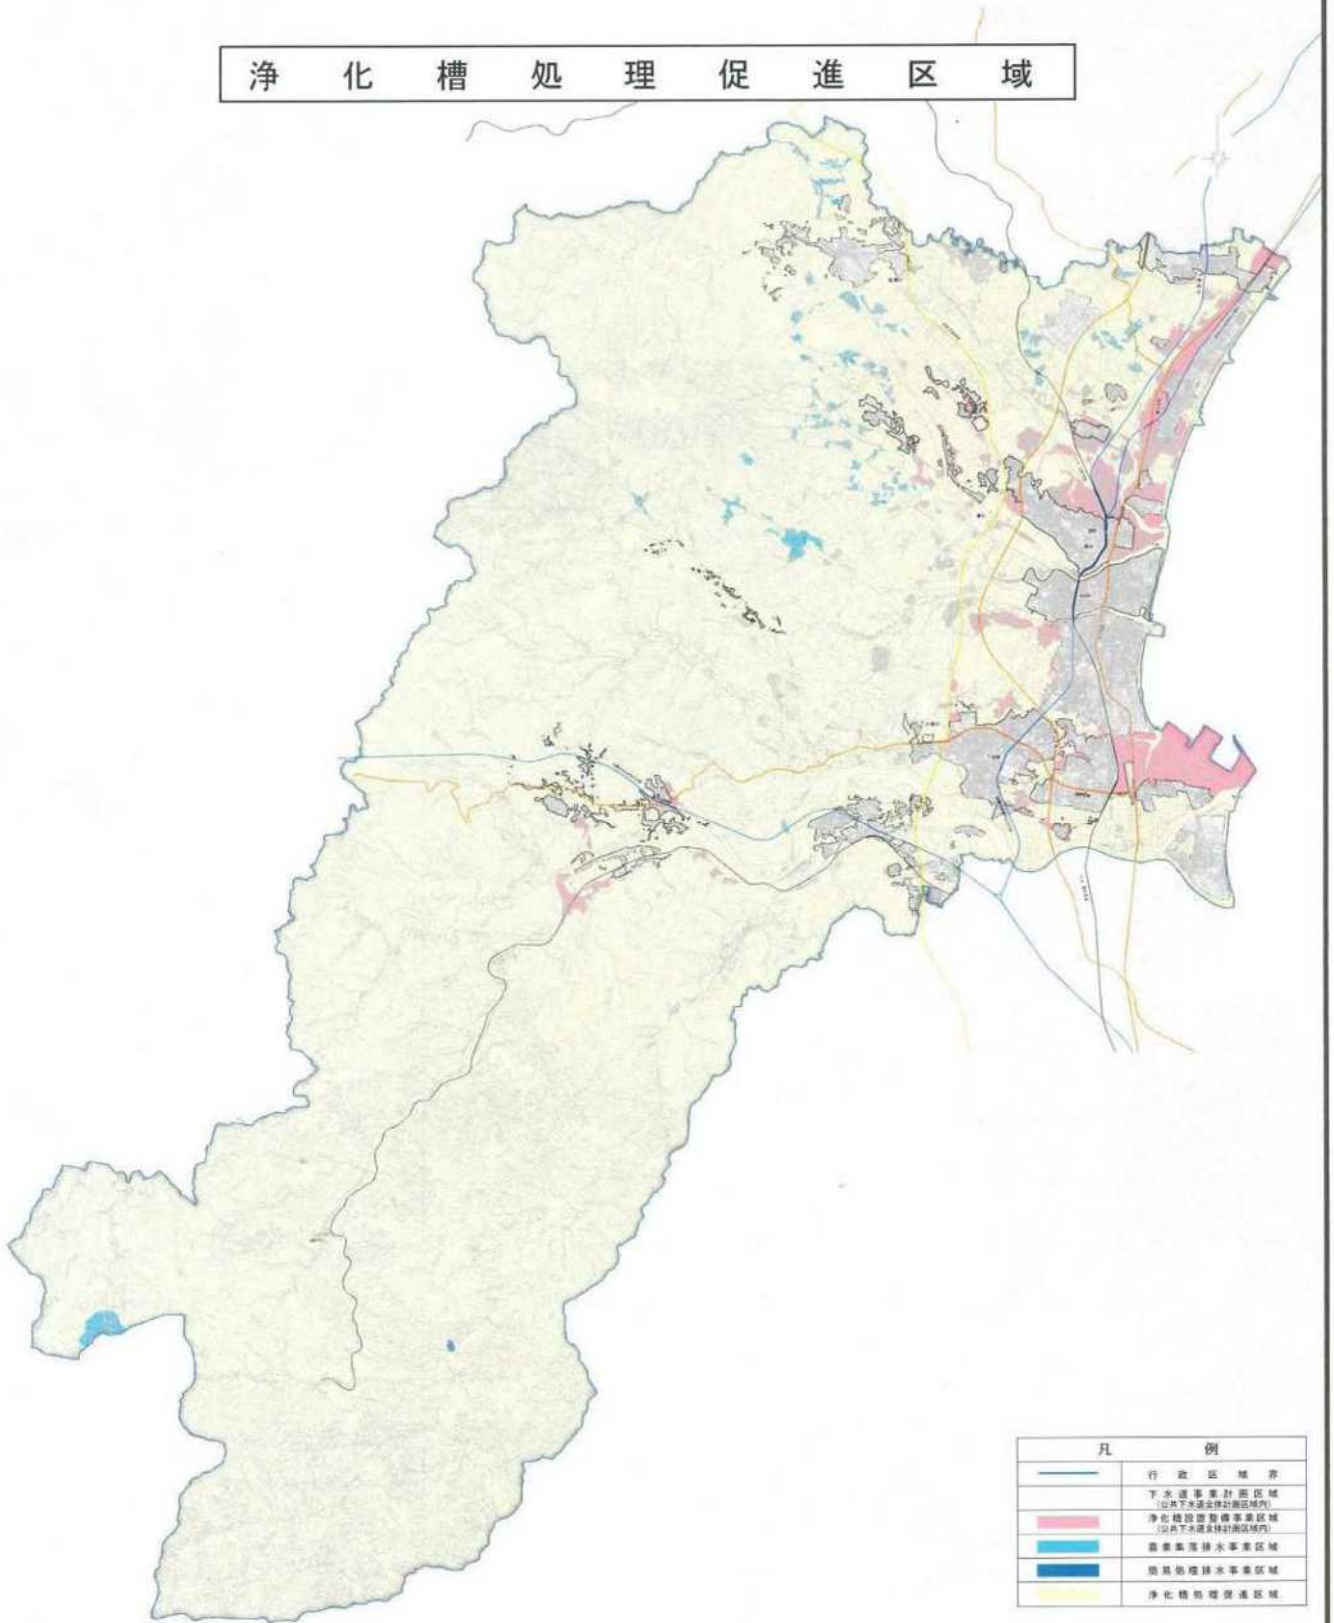 浄化槽処理促進区域
凡例
行政区域界
下水道事業計画区域
(公共下水道全体計画区域内)
浄化槽設置整備事業区域
(公共下水道全体計画区域内)
農業集落排水事業区域
簡易処理排水事業区域
浄化槽処理促進区域